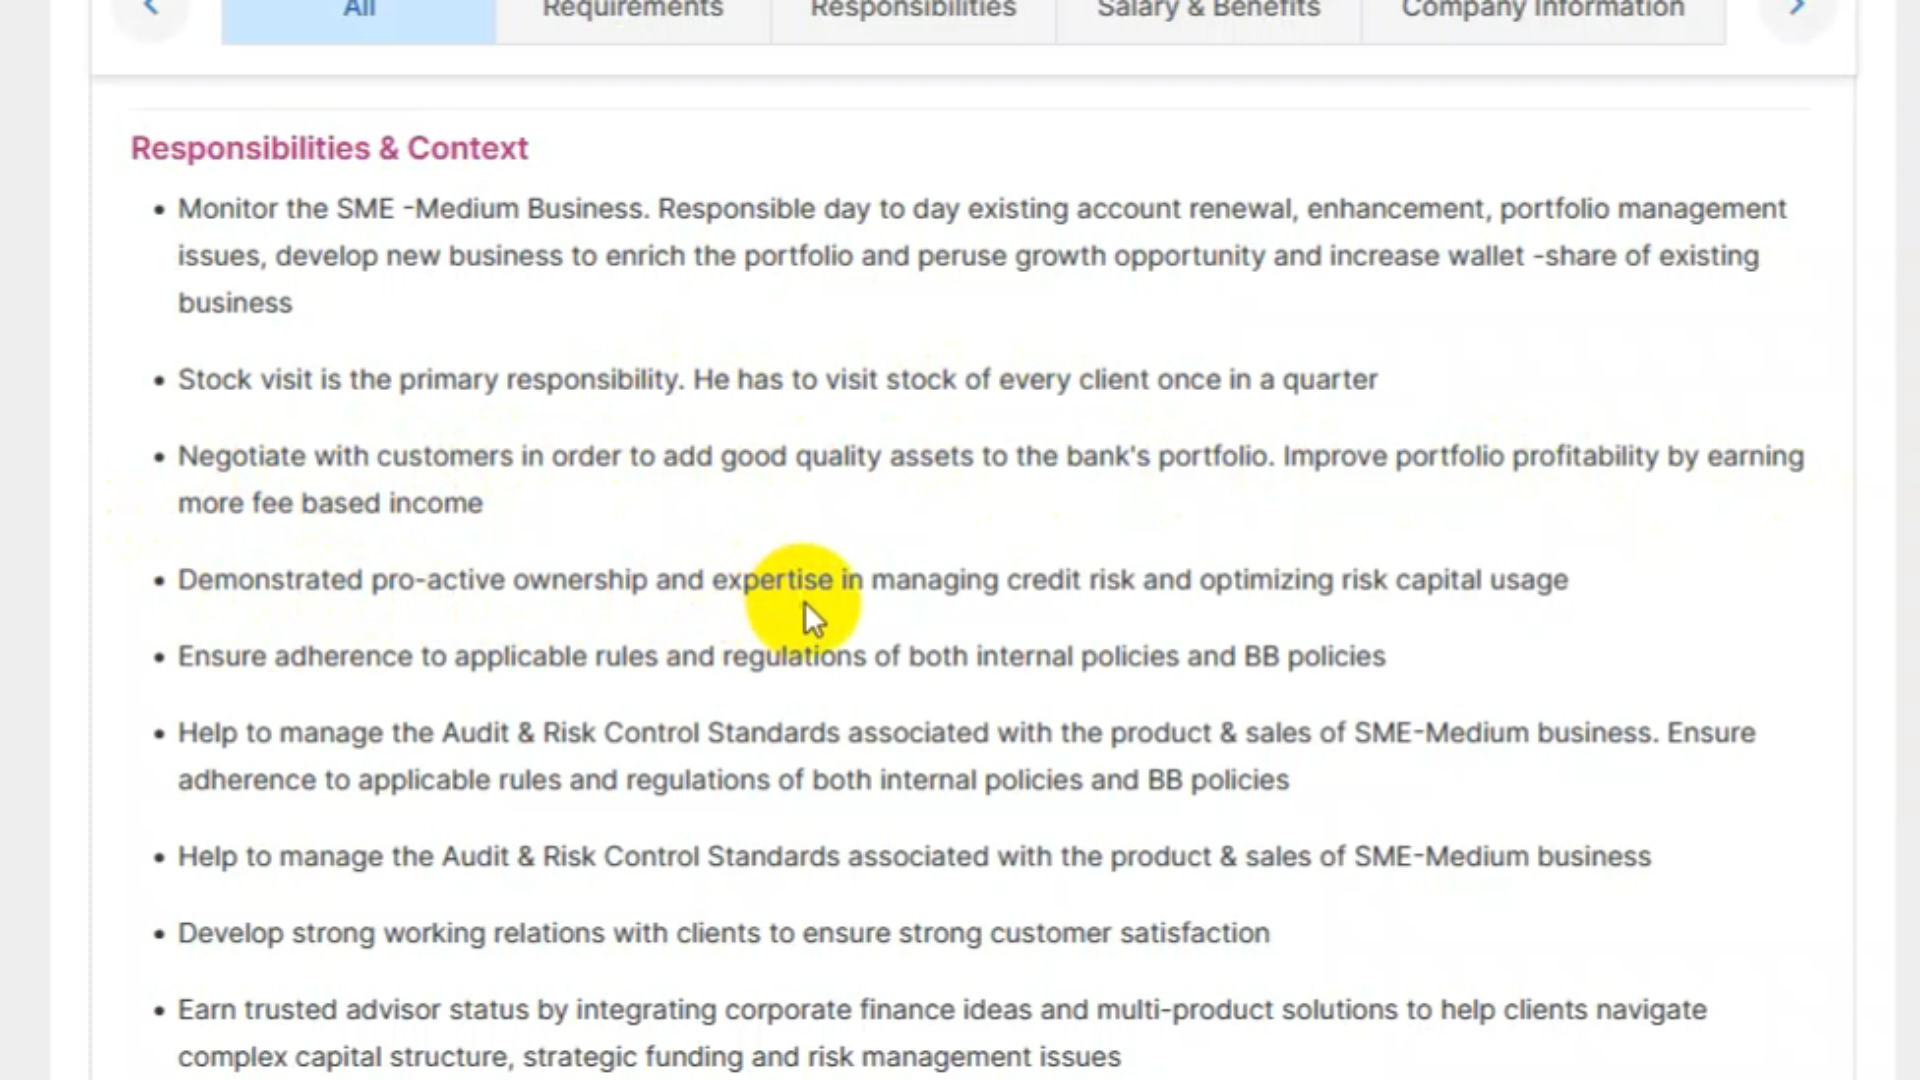 All Requirements Responsibilities Salary & Benefits Company Information
Responsibilities & Context
• Monitor the SME -Medium Business. Responsible day to day existing account renewal, enhancement, portfolio management
issues, develop new business to enrich the portfolio and peruse growth opportunity and increase wallet -share of existing
business
• Stock visit is the primary responsibility. He has to visit stock of every client once in a quarter
• Negotiate with customers in order to add good quality assets to the bank's portfolio. Improve portfolio profitability by earning
more fee based income
• Demonstrated pro-active ownership and expertise in managing credit risk and optimizing risk capital usage
• Ensure adherence to applicable rules and regulations of both internal policies and BB policies
• Help to manage the Audit & Risk Control Standards associated with the product & sales of SME-Medium business. Ensure
adherence to applicable rules and regulations of both internal policies and BB policies
• Help to manage the Audit & Risk Control Standards associated with the product & sales of SME-Medium business
• Develop strong working relations with clients to ensure strong customer satisfaction
• Earn trusted advisor status by integrating corporate finance ideas and multi-product solutions to help clients navigate
complex capital structure, strategic funding and risk management issues